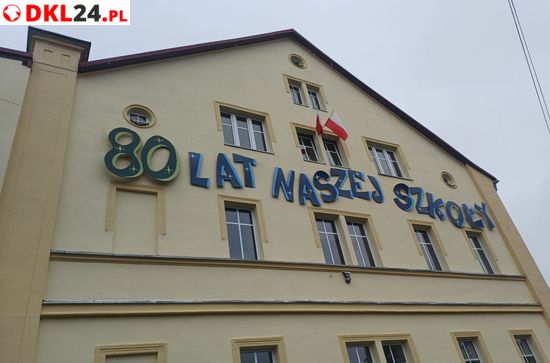 DKL24.PL
80 LAT NASZEJ SZKOŁY